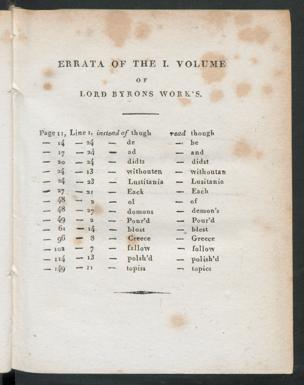 ERRATA OF THE I. VOLUME
OF
LORD BYRONS WORK'S.
Page 11, Line 1, instead of thugh read though
— 14 — 24 — de — he
— 17 — 24 — ad — and
— 20 — 24 — didts — didst
— 24 — 13 — withouten — withoutan
— 24 — 23 — Lustitania — Lusitania
— 27 — 21 — Eack — Each
— 48 — 2 — ol — of
— 48 — 27 — domons — demon's
— 49 — 2 — Pour'd — Pour'd
— 61 — 14 — blost — blest
— 96 — 8 — Creece — Greece
— 102 — 7 — fallow — follow
— 114 — 13 — polsh'd — polish'd
— 149 — 11 — topiss — topics